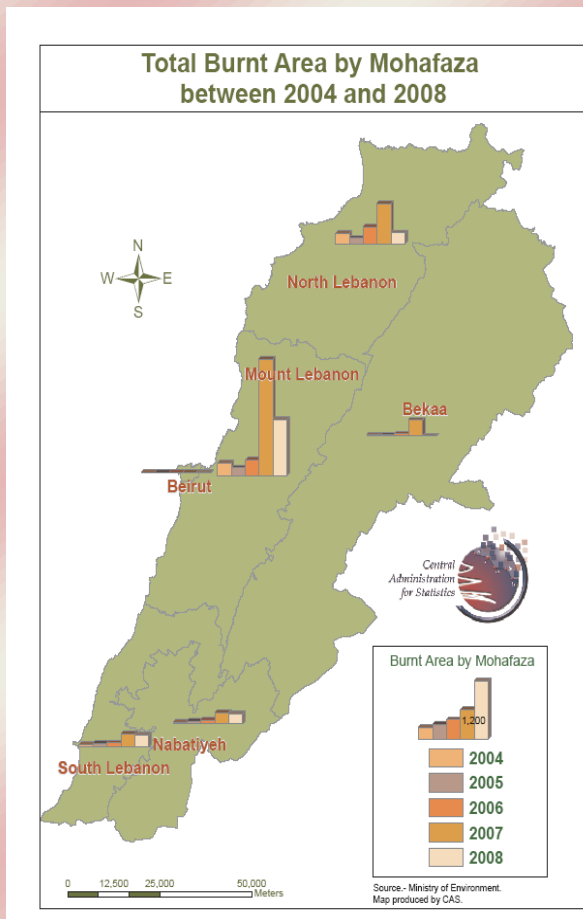 Total Burnt Area by Mohafaza
between 2004 and 2008
N
W E
S
North Lebanon
Mount Lebanon
Bekaa
Beirut
Central
Administration
for Statistics
Nabatiyeh
South Lebanon
Burnt Area by Mohafaza
1,200
2004
2005
2006
2007
2008
0 12,500 25,000 50,000
Meters
Source.- Ministry of Environment.
Map produced by CAS.